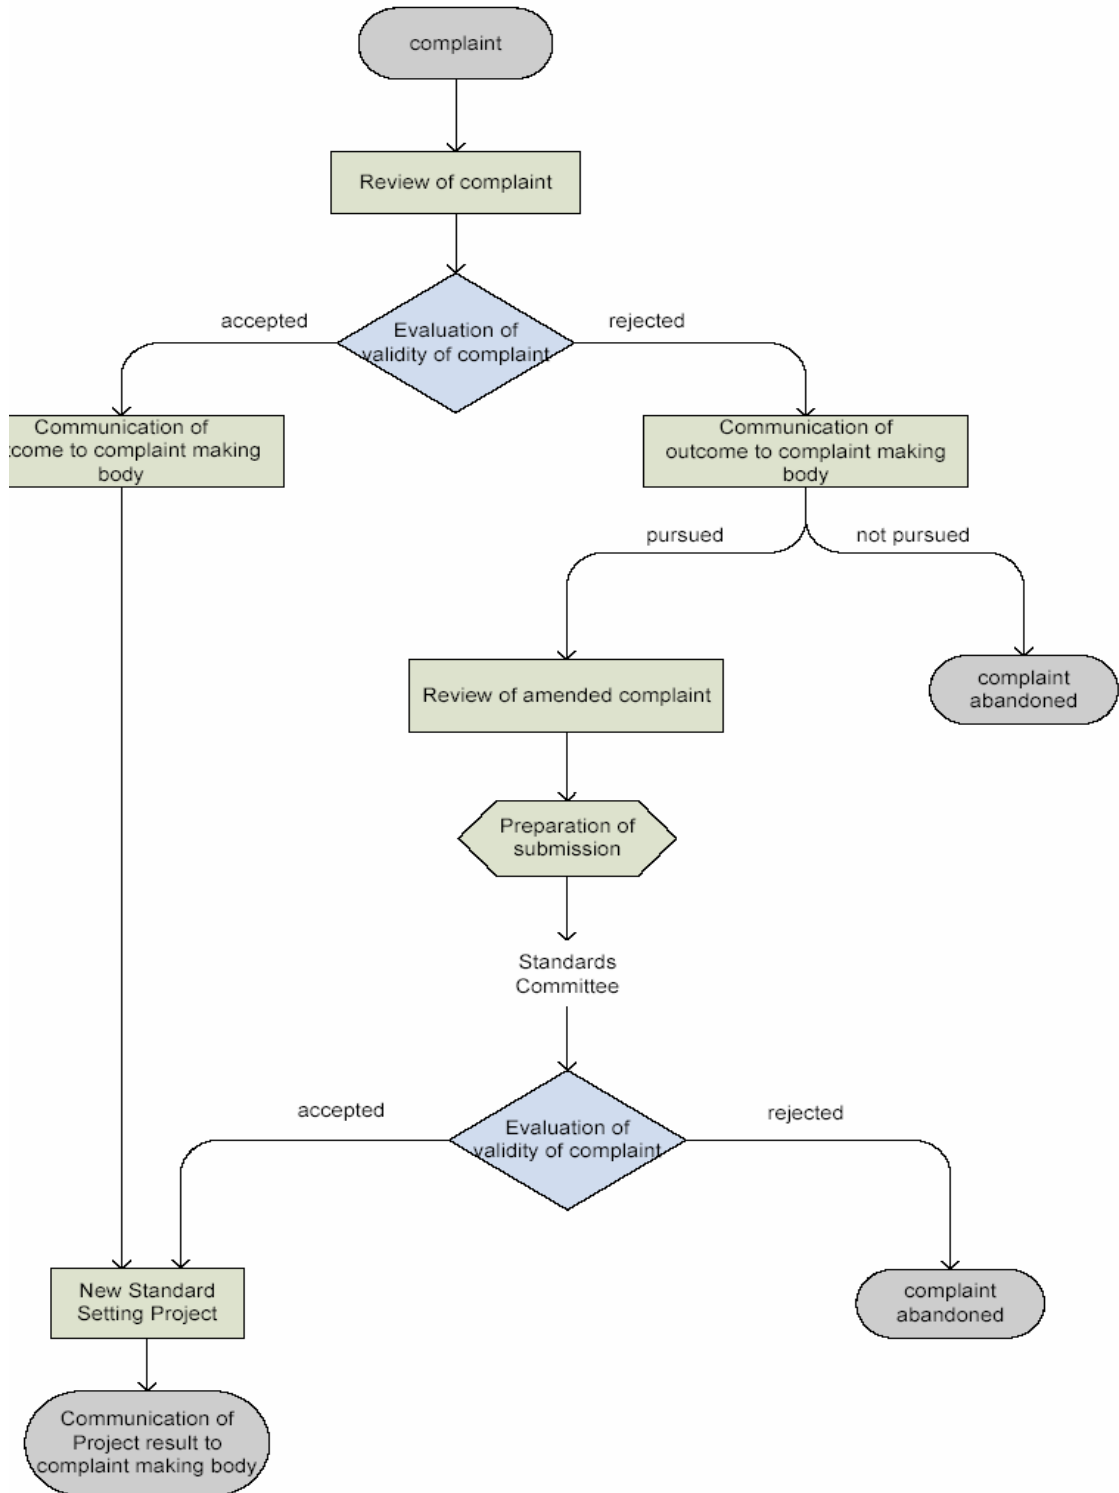 complaint
Review of complaint
accepted
rejected
Evaluation of
validity of complaint
Communication of
tcome to complaint making
body
Communication of
outcome to complaint making
body
pursued
not pursued
complaint
abandoned
Review of amended complaint
Preparation of
submission
Standards
Committee
accepted
rejected
Evaluation of
validity of complaint
New Standard
Setting Project
complaint
abandoned
Communication of
Project result to
complaint making body